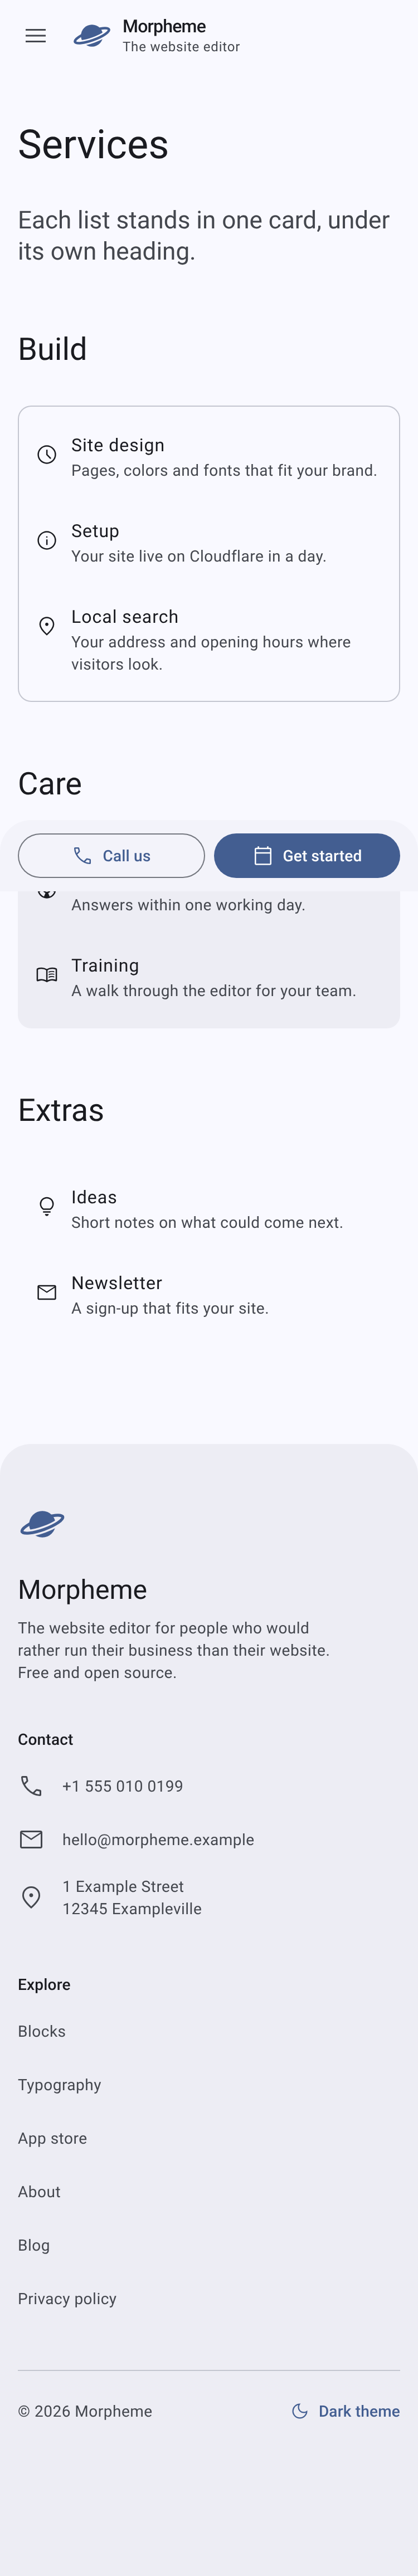 Morpheme
The website editor
Services
Each list stands in one card, under
its own heading.
Build
Site design
Pages, colors and fonts that fit your brand.
Setup
Your site live on Cloudflare in a day.
Local search
Your address and opening hours where
visitors look.
Care
Call us
Get started
Answers within one working day.
Training
A walk through the editor for your team.
Extras
Ideas
Short notes on what could come next.
Newsletter
A sign-up that fits your site.
Morpheme
The website editor for people who would
rather run their business than their website.
Free and open source.
Contact
+1 555 010 0199
hello@morpheme.example
1 Example Street
12345 Exampleville
Explore
Blocks
Typography
App store
About
Blog
Privacy policy
© 2026 Morpheme
Dark theme